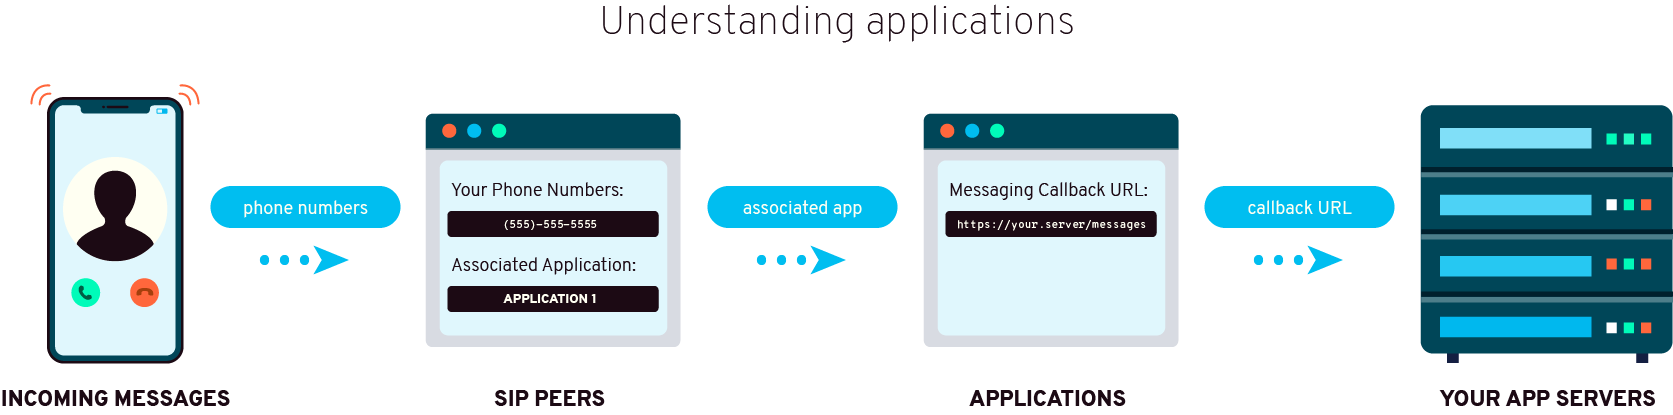 Understanding applications
phone numbers
Your Phone Numbers:
(555)-555-5555
Associated Application:
APPLICATION 1
associated app
Messaging Callback URL:
https://your.server/messages
callback URL
INCOMING MESSAGES
SIP PEERS
APPLICATIONS
YOUR APP SERVERS